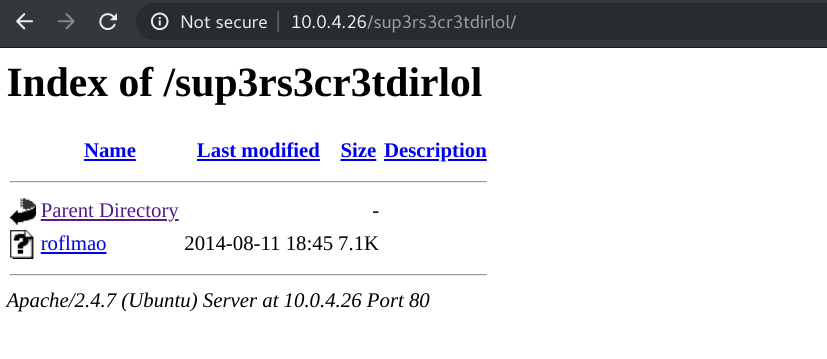 Not secure | 10.0.4.26/sup3rs3cr3tdirlol/
Index of /sup3rs3cr3tdirlol
Name Last modified Size Description
Parent Directory -
roflmao 2014-08-11 18:45 7.1K
Apache/2.4.7 (Ubuntu) Server at 10.0.4.26 Port 80